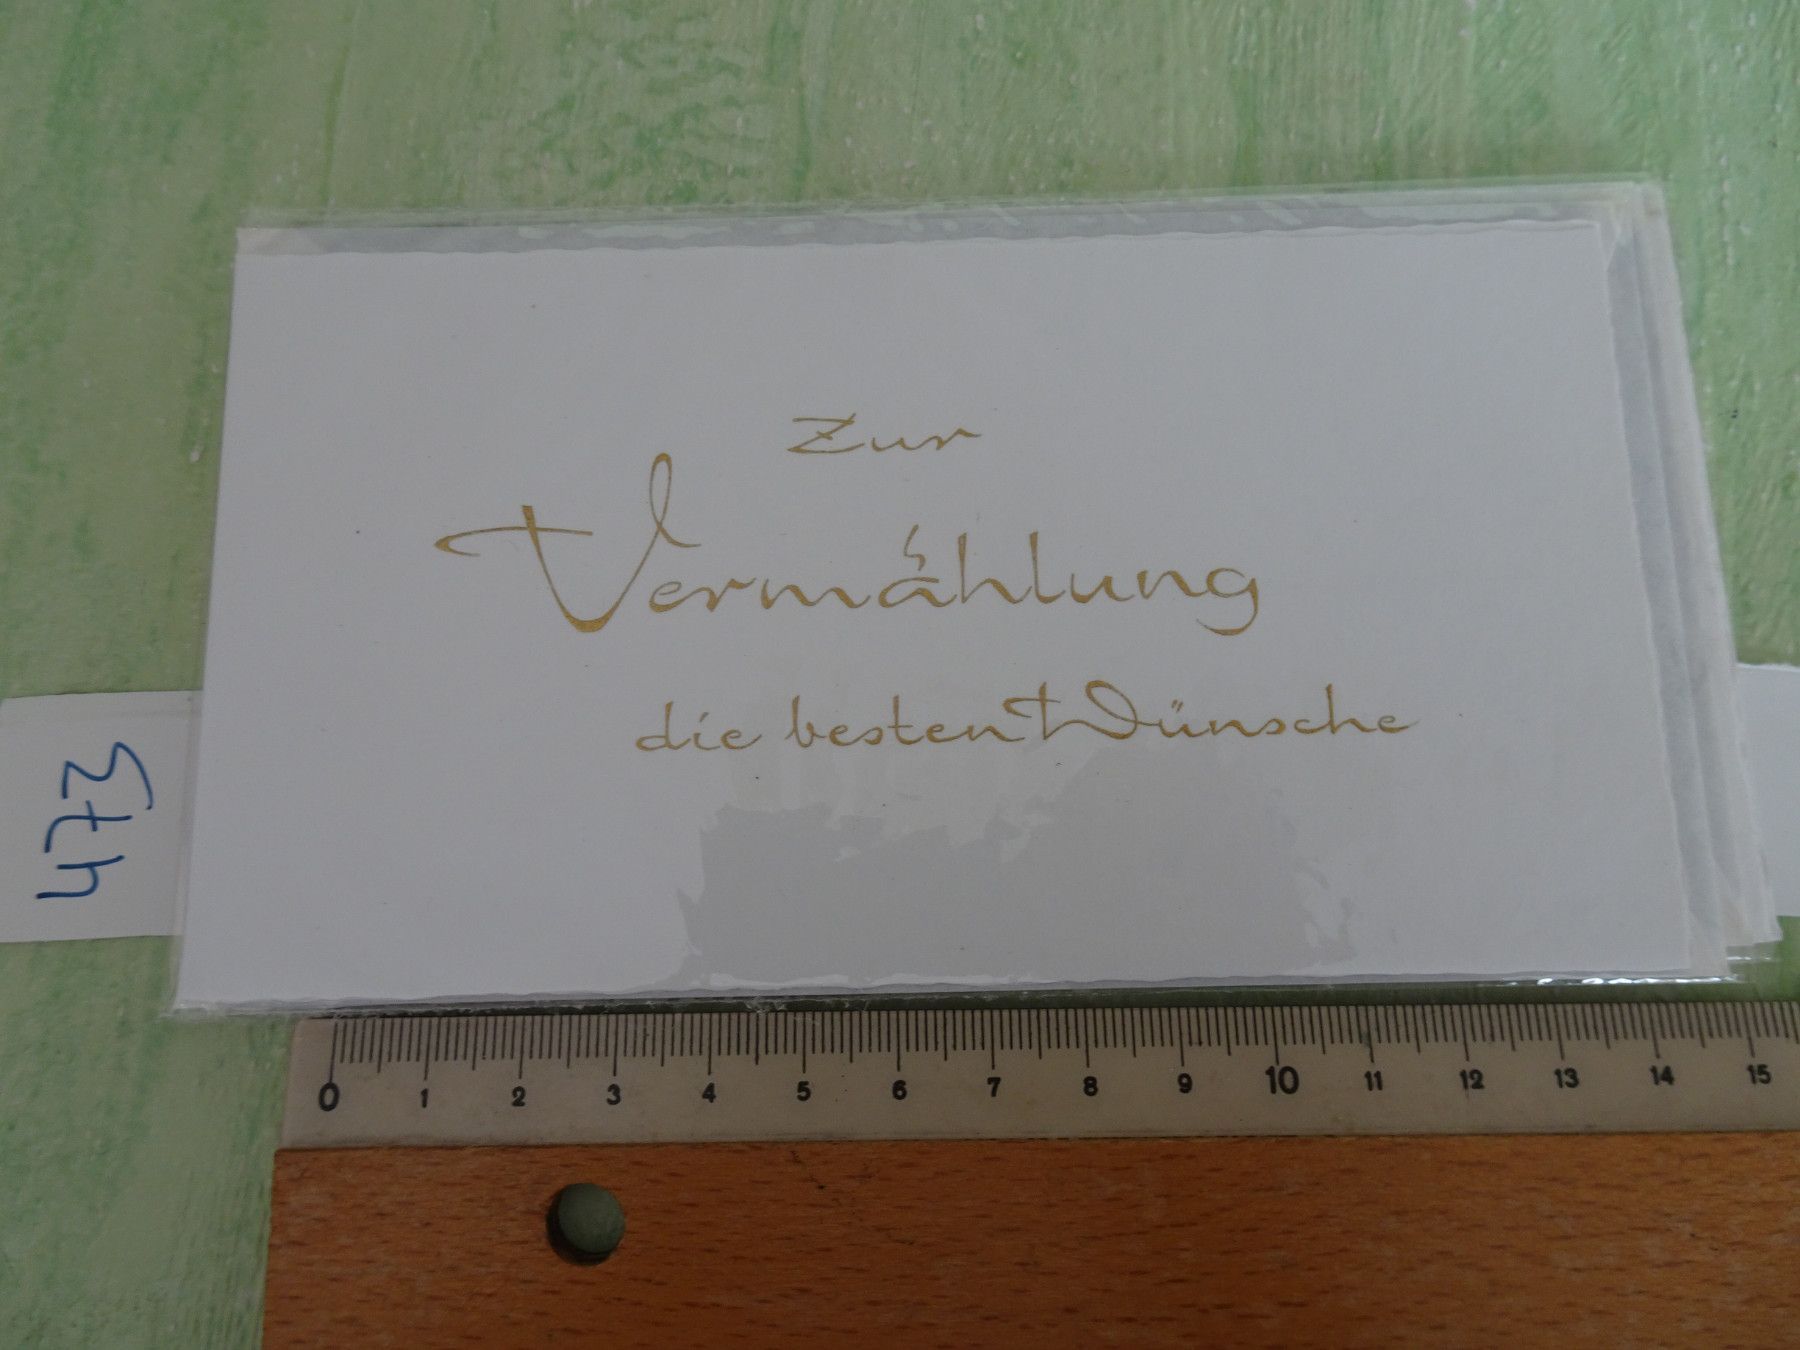 Zur
Vermählung
die besten Wünsche
473
0 1 2 3 4 5 6 7 8 9 10 11 12 13 14 15